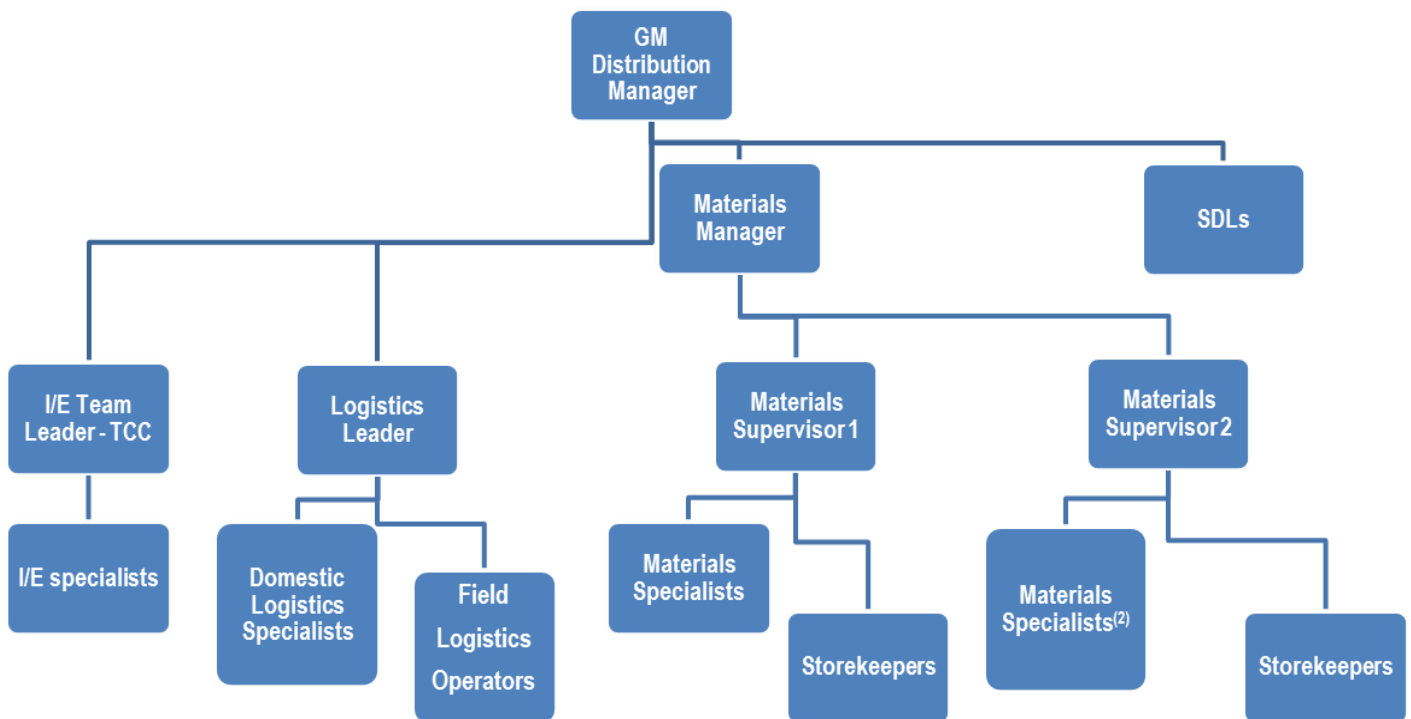 GM
Distribution
Manager
Materials
Manager
SDLs
I/E Team
Leader - TCC
Logistics
Leader
Materials
Supervisor 1
Materials
Supervisor 2
I/E specialists
Domestic
Logistics
Specialists
Field
Logistics
Operators
Materials
Specialists
Storekeepers
Materials
Specialists(2)
Storekeepers